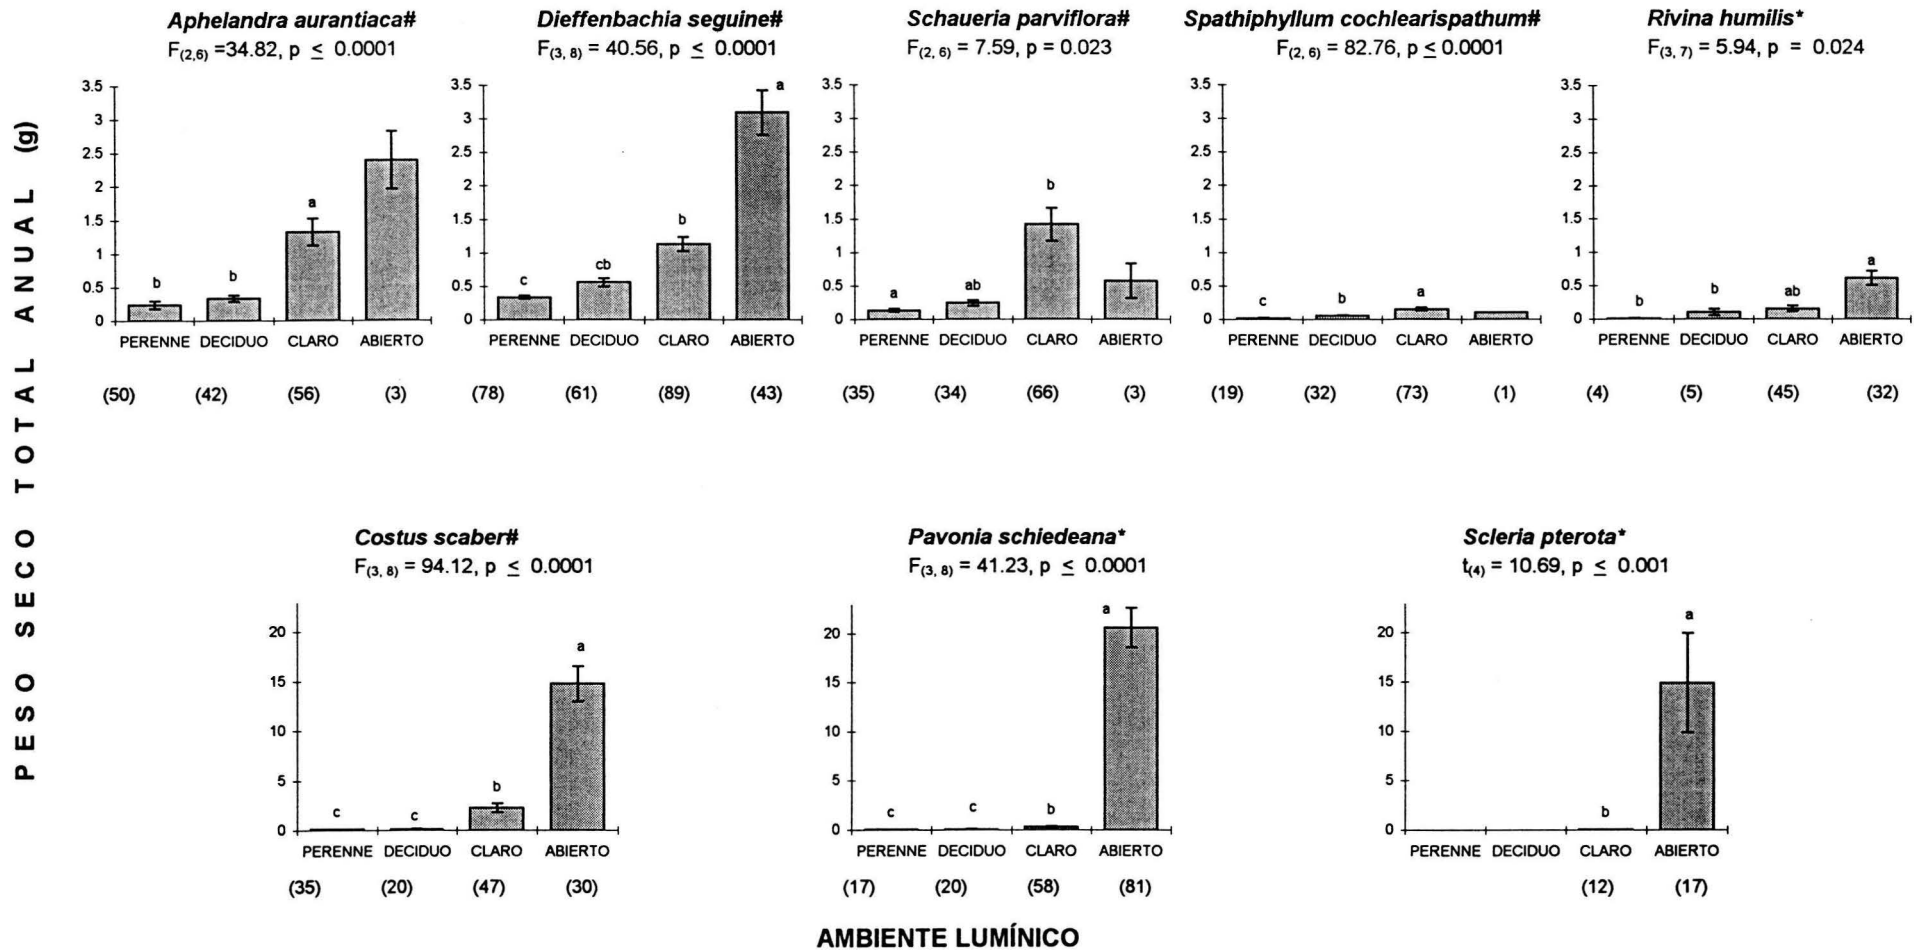 PESO SECO TOTAL ANUAL (g)
Aphelandra aurantiaca#
F(2,6) =34.82, p ≤ 0.0001
3.5
3
2.5
2
1.5
1
0.5
0
b
b
a
PERENNE DECIDUO CLARO ABIERTO
(50) (42) (56) (3)
Dieffenbachia seguine#
F(3, 8) = 40.56, p ≤ 0.0001
3.5
3
2.5
2
1.5
1
0.5
0
c
cb
b
a
PERENNE DECIDUO CLARO ABIERTO
(78) (61) (89) (43)
Schaueria parviflora#
F(2, 6) = 7.59, p = 0.023
3.5
3
2.5
2
1.5
1
0.5
0
a
ab
b
PERENNE DECIDUO CLARO ABIERTO
(35) (34) (66) (3)
Spathiphyllum cochlearispathum#
F(2, 6) = 82.76, p ≤ 0.0001
3.5
3
2.5
2
1.5
1
0.5
0
c
b
a
PERENNE DECIDUO CLARO ABIERTO
(19) (32) (73) (1)
Rivina humilis*
F(3, 7) = 5.94, p = 0.024
3.5
3
2.5
2
1.5
1
0.5
0
b
b
ab
a
PERENNE DECIDUO CLARO ABIERTO
(4) (5) (45) (32)
Costus scaber#
F(3, 8) = 94.12, p ≤ 0.0001
20
15
10
5
0
c
c
b
a
PERENNE DECIDUO CLARO ABIERTO
(35) (20) (47) (30)
Pavonia schiedeana*
F(3, 8) = 41.23, p ≤ 0.0001
20
15
10
5
0
c
c
b
a
PERENNE DECIDUO CLARO ABIERTO
(17) (20) (58) (81)
Scleria pterota*
t(4) = 10.69, p ≤ 0.001
20
15
10
5
0
b
a
PERENNE DECIDUO CLARO ABIERTO
(12) (17)
AMBIENTE LUMÍNICO